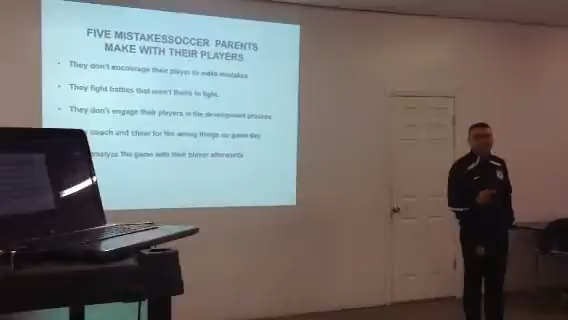 FIVE MISTAKESSOCCER PARENTS
MAKE WITH THEIR PLAYERS
• They don't encourage their player to make mistakes
• They fight battles that aren't theirs to fight.
• They don't engage their players in the development process
coach and cheer for the wrong things on game day
analyze the game with their player afterwards